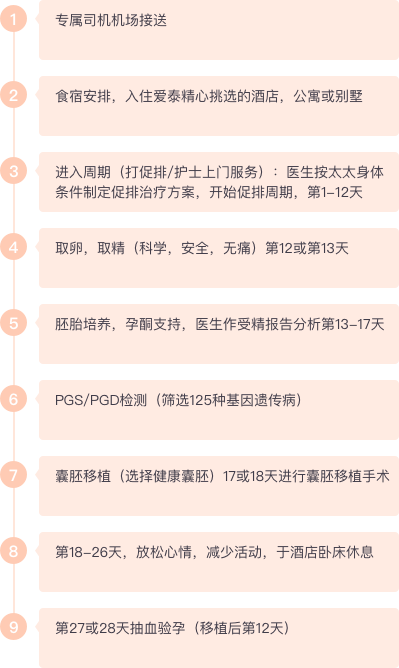 1
专属司机机场接送
2
食宿安排，入住爱泰精心挑选的酒店，公寓或别墅
3
进入周期（打促排/护士上门服务）：医生按太太身体
条件制定促排治疗方案，开始促排周期，第1-12天
4
取卵，取精（科学，安全，无痛）第12或第13天
5
胚胎培养，孕酮支持，医生作受精报告分析第13-17天
6
PGS/PGD检测（筛选125种基因遗传病）
7
囊胚移植（选择健康囊胚）17或18天进行囊胚移植手术
8
第18-26天，放松心情，减少活动，于酒店卧床休息
9
第27或28天抽血验孕（移植后第12天）